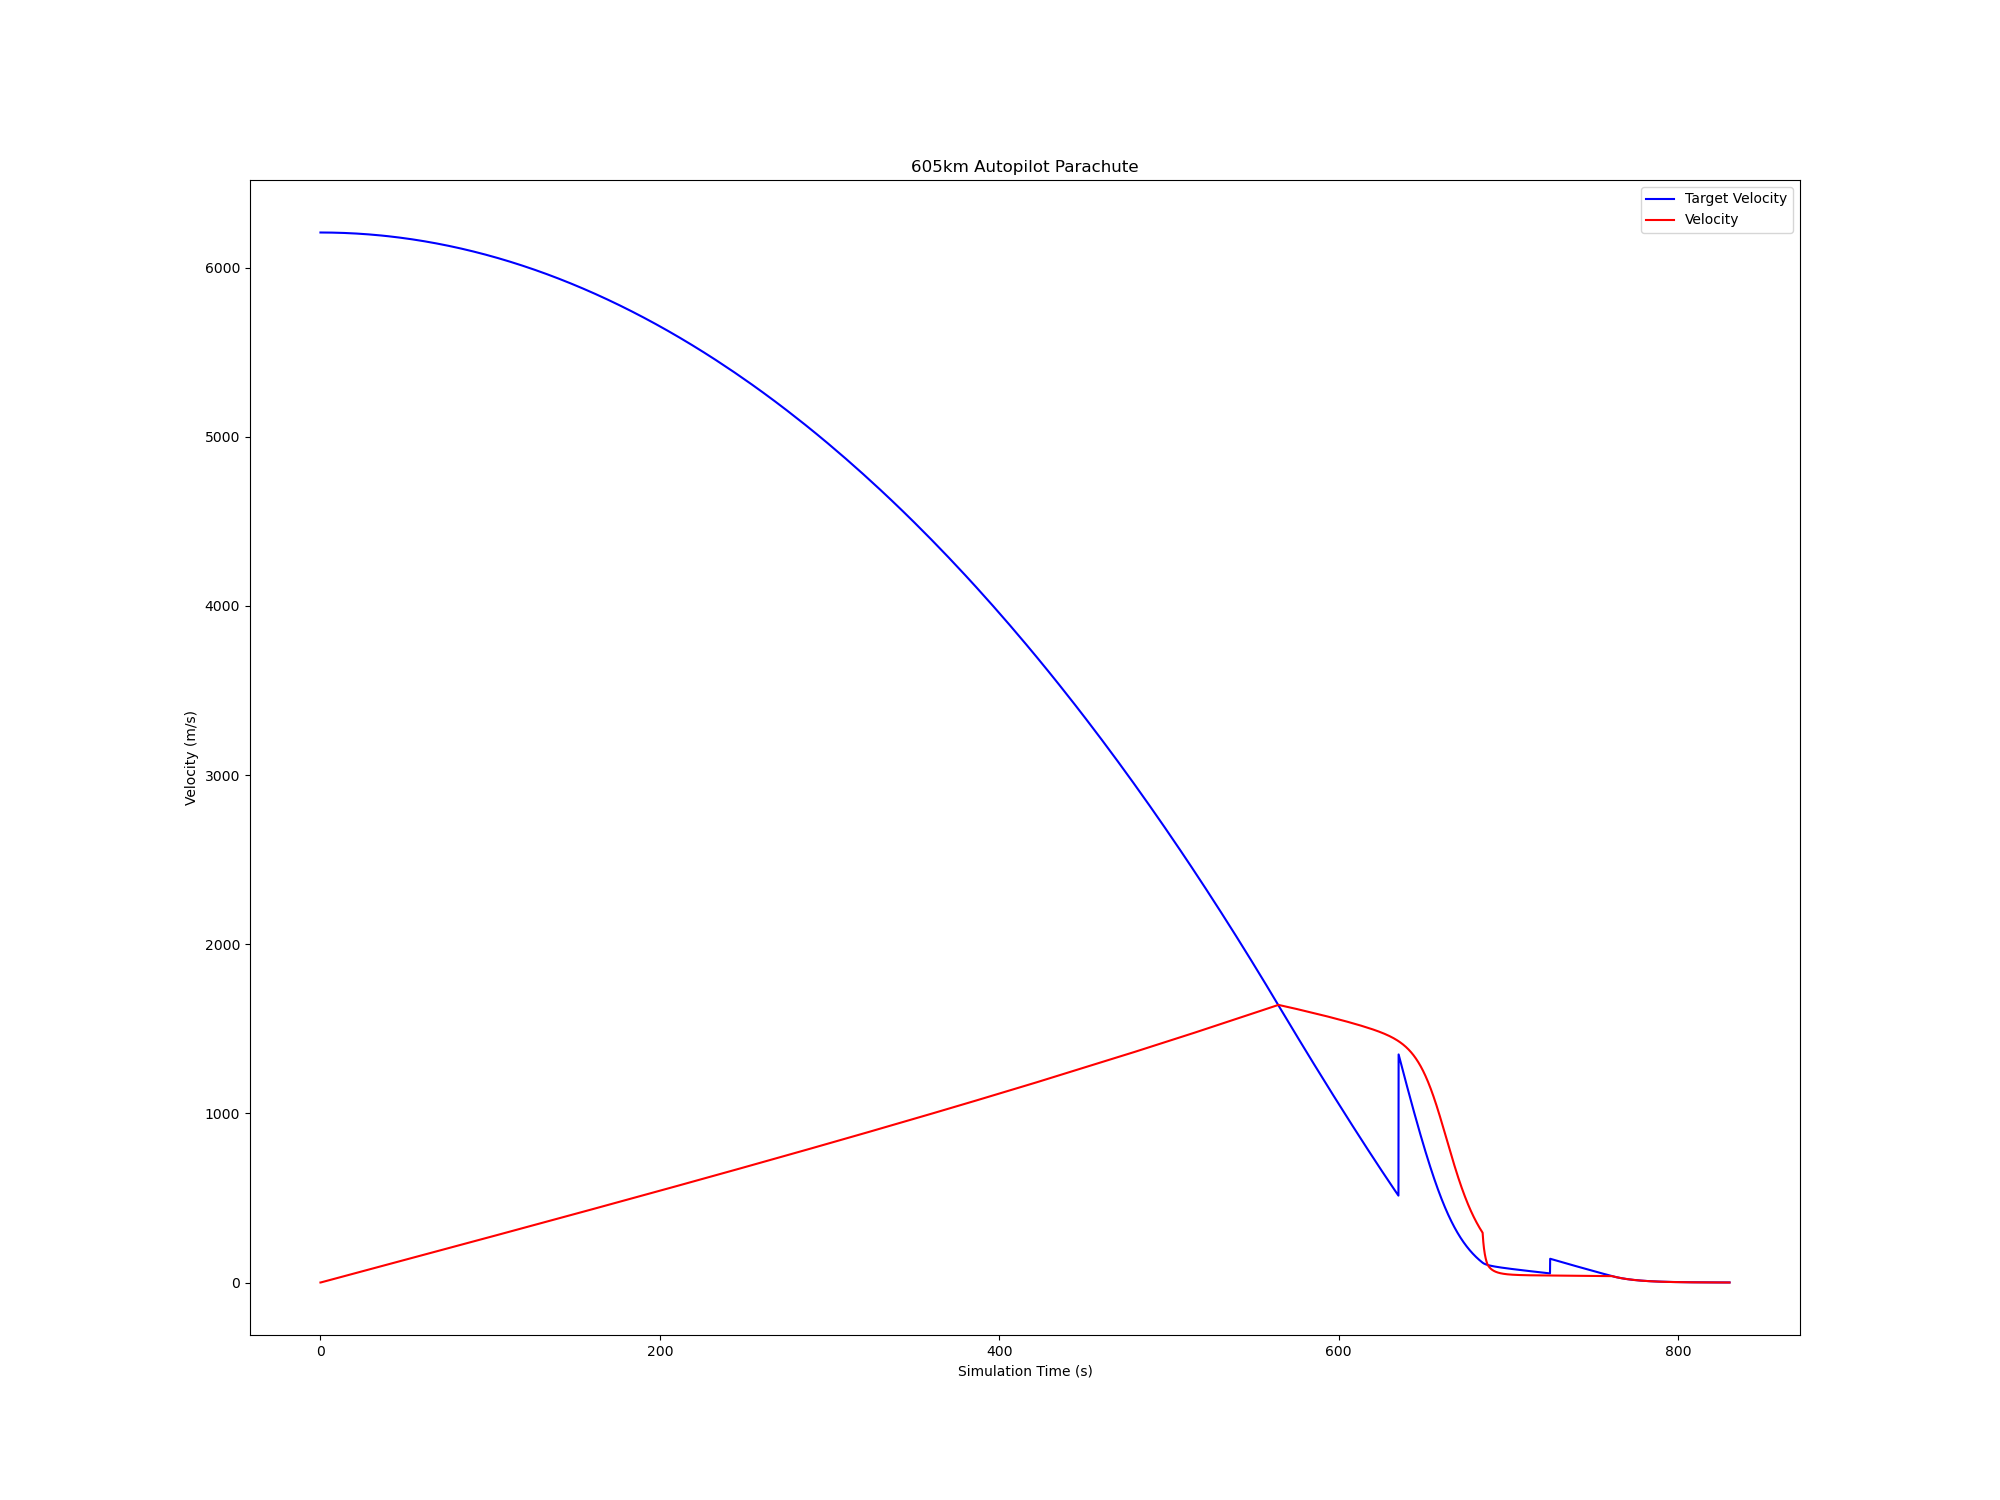 605km Autopilot Parachute
Target Velocity
Velocity
6000
5000
4000
3000
2000
1000
0
Velocity (m/s)
0 200 400 600 800
Simulation Time (s)